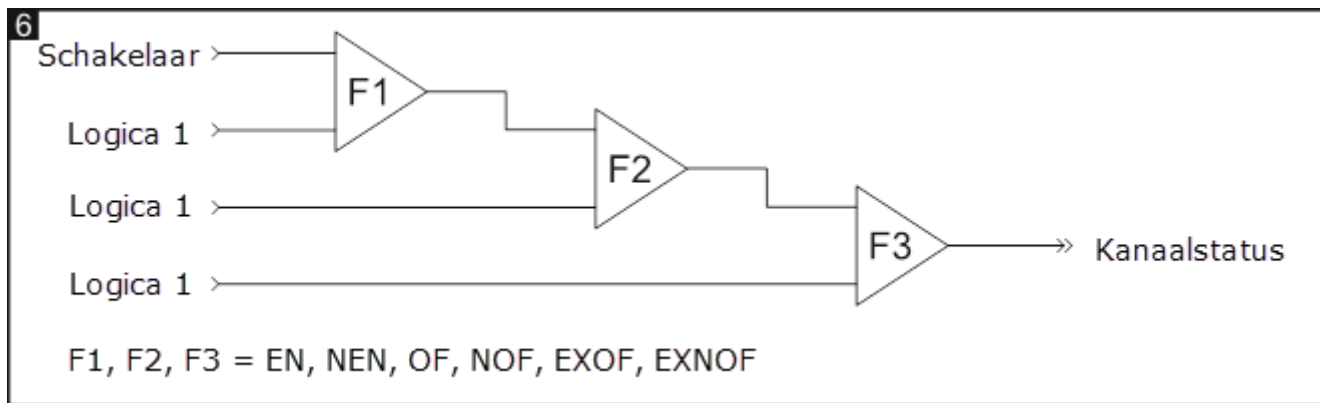 6
Schakelaar
F1
Logica 1
F2
Logica 1
F3
Kanaalstatus
Logica 1
F1, F2, F3 = EN, NEN, OF, NOF, EXOF, EXNOF